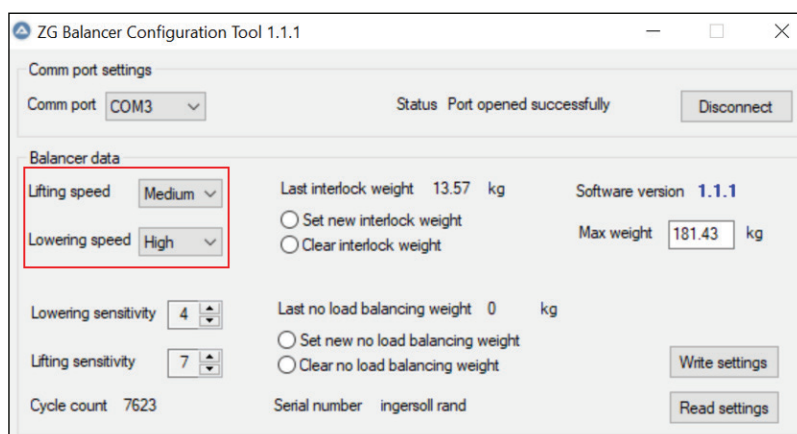 ZG Balancer Configuration Tool 1.1.1
Comm port settings
Comm port COM3 Status Port opened successfully Disconnect
Balancer data
Lifting speed Medium Last interlock weight 13.57 kg Software version 1.1.1
Set new interlock weight
Lowering speed High Clear interlock weight Max weight 181.43 kg
Lowering sensitivity 4 Last no load balancing weight 0 kg
Set new no load balancing weight
Lifting sensitivity 7 Clear no load balancing weight Write settings
Cycle count 7623 Serial number ingersoll rand Read settings